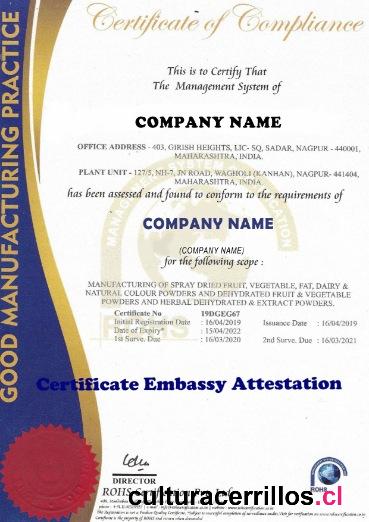 Certificate of Compliance
GOOD MANUFACTURING PRACTICE
This is to Certify That
The Management System of
COMPANY NAME
OFFICE ADDRESS - 403, GIRISH HEIGHTS, LIC- SQ, SADAR, NAGPUR - 440001,
MAHARASHTRA, INDIA.
PLANT UNIT - 127/5, NH-7, JN ROAD, WAGHOLI (KANHAN), NAGPUR- 441404,
MAHARASHTRA, INDIA
has been assessed and found to conform to the requirements of
COMPANY NAME
(COMPANY NAME)
for the following scope :
MANUFACTURING OF SPRAY DRIED FRUIT, VEGETABLE, FAT, DAIRY &
NATURAL COLOUR POWDERS AND DEHYDRATED FRUIT & VEGETABLE
POWDERS AND HERBAL DEHYDRATED & EXTRACT POWDERS.
Certificate No : 19DGEG67
Initial Registration Date : 16/04/2019 Issuance Date : 16/04/2019
Date of Expiry* : 15/04/2022
1st Surve. Due : 16/03/2020 2nd Surve. Due : 16/03/2021
ROHS
Certificate Embassy Attestation
DIRECTOR
ROHS Certification Pvt.
ROHS
culturacerrillos.cl